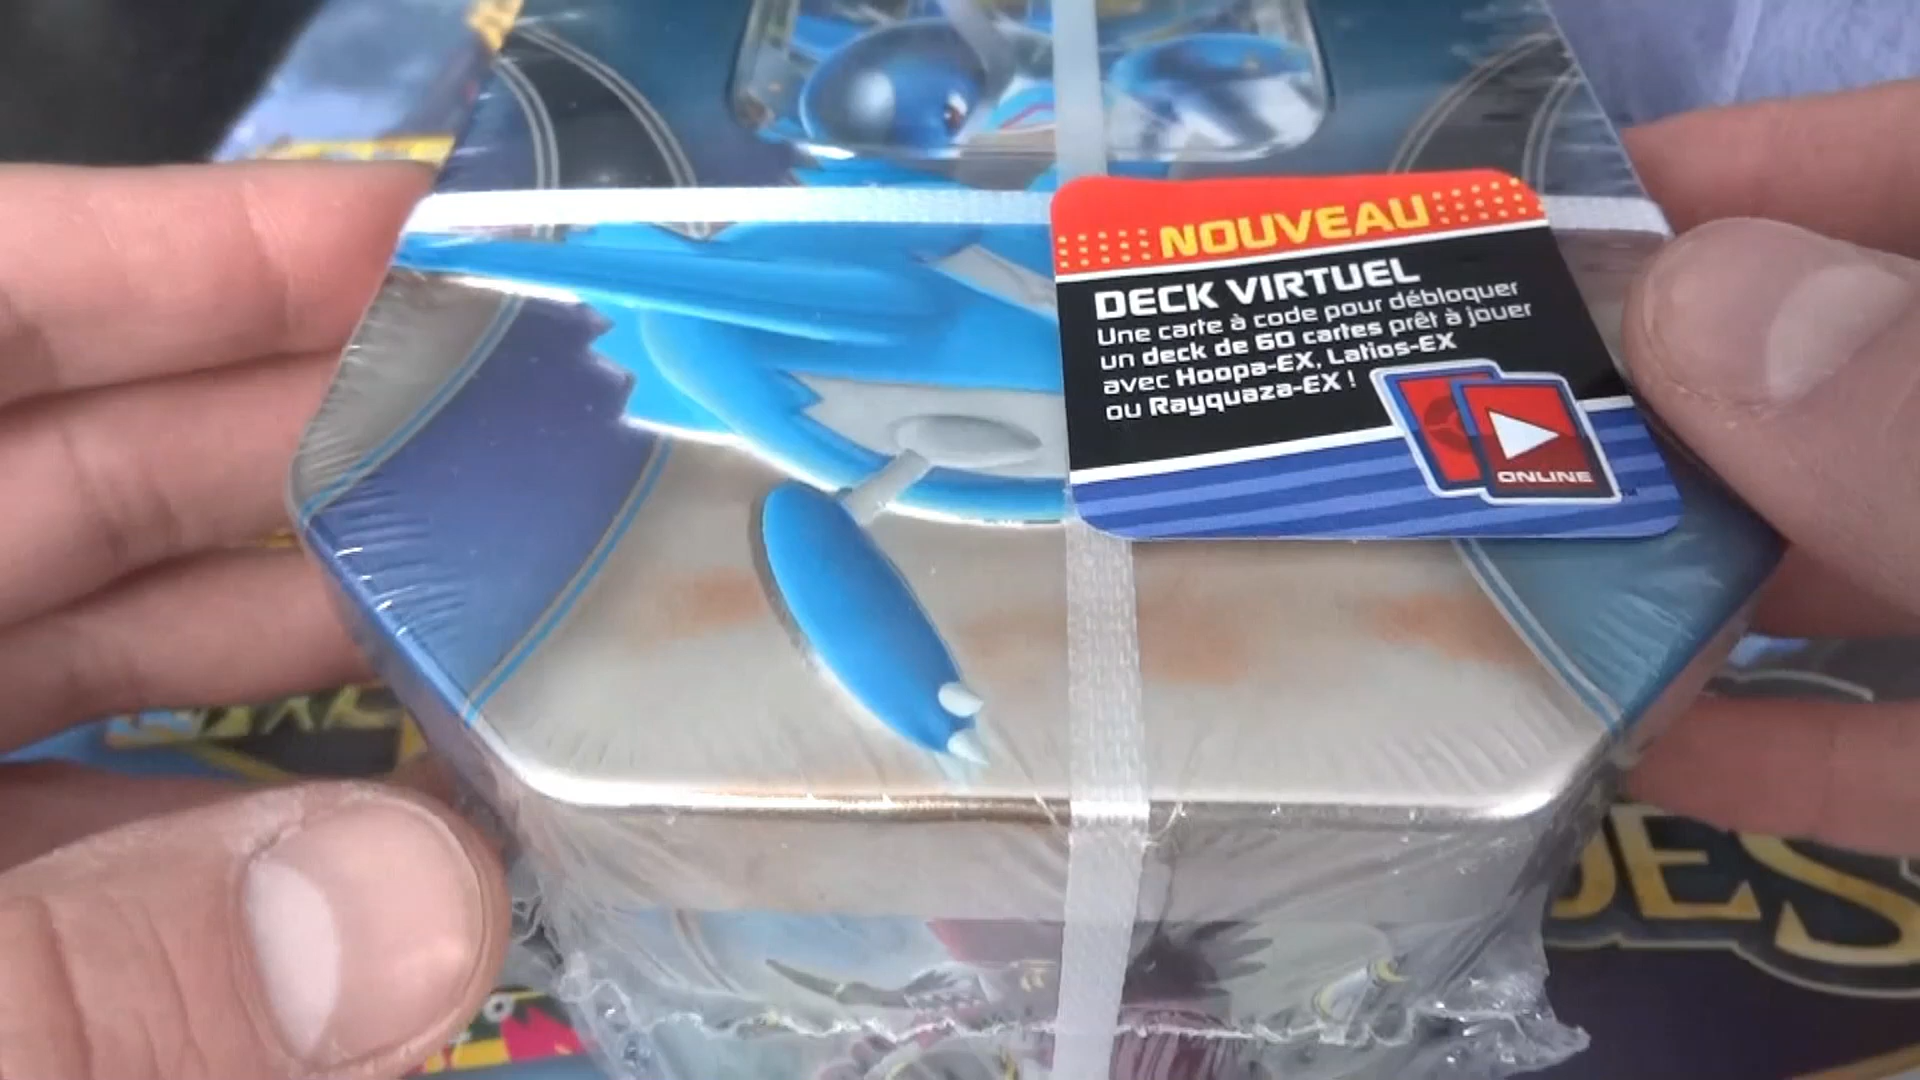 NOUVEAU
DECK VIRTUEL
Une carte à code pour débloquer
un deck de 60 cartes prêt à jouer
avec Hoopa-EX, Latios-EX
ou Rayquaza-EX !
ONLINE